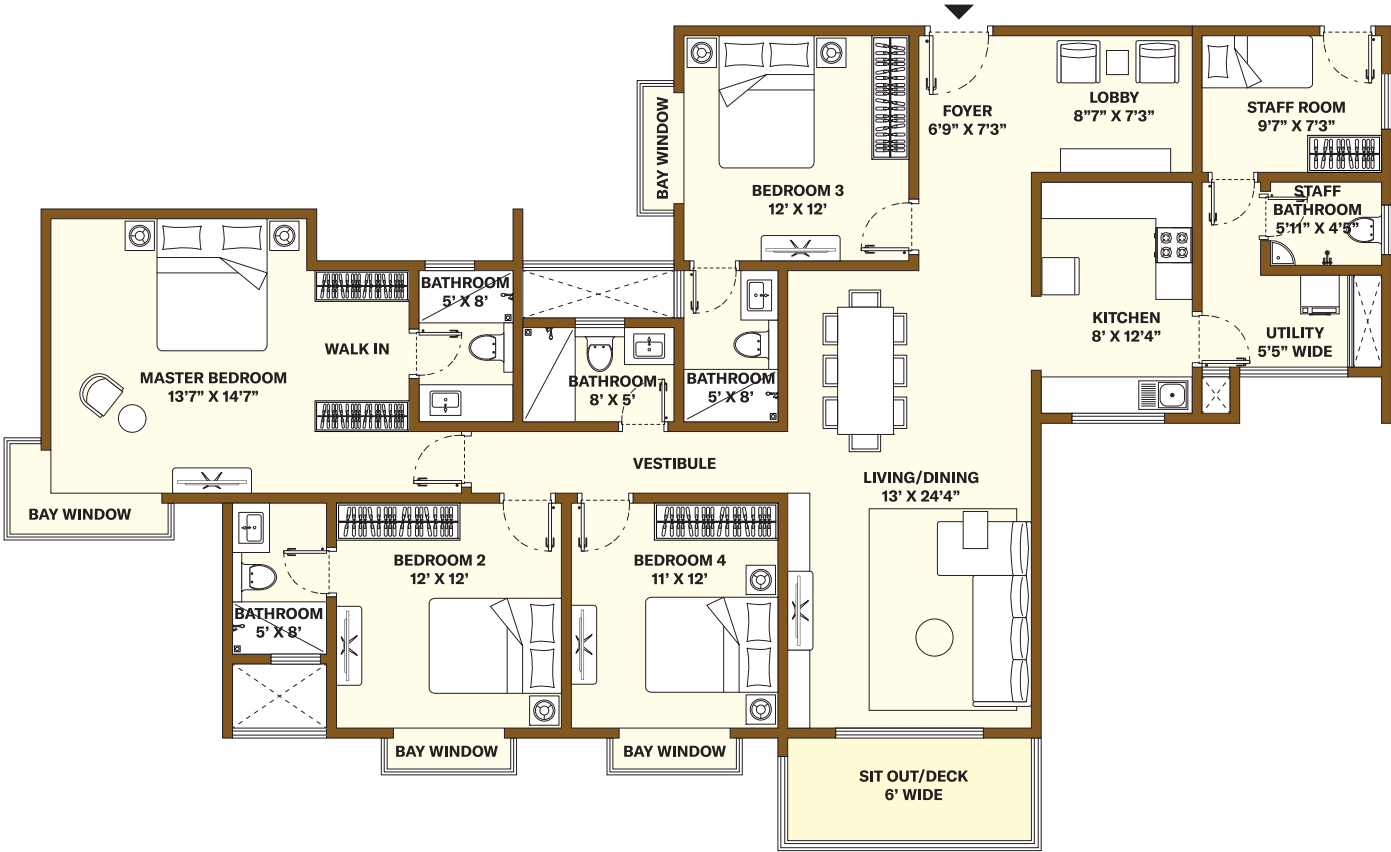 FOYER
6'9” X 7'3”
LOBBY
8”7” X 7'3”
STAFF ROOM
9'7” X 7'3”
BAY WINDOW
BEDROOM 3
12’ X 12’
STAFF
BATHROOM
5'11” X 4'5”
BATHROOM
5’ X 8’
WALK IN
MASTER BEDROOM
13'7” X 14'7”
BATHROOM
8’ X 5’
BATHROOM
5’ X 8’
KITCHEN
8’ X 12'4”
UTILITY
5'5” WIDE
VESTIBULE
LIVING/DINING
13’ X 24'4”
BAY WINDOW
BEDROOM 2
12’ X 12’
BEDROOM 4
11’ X 12’
BATHROOM
5’ X 8’
BAY WINDOW
BAY WINDOW
SIT OUT/DECK
6’ WIDE